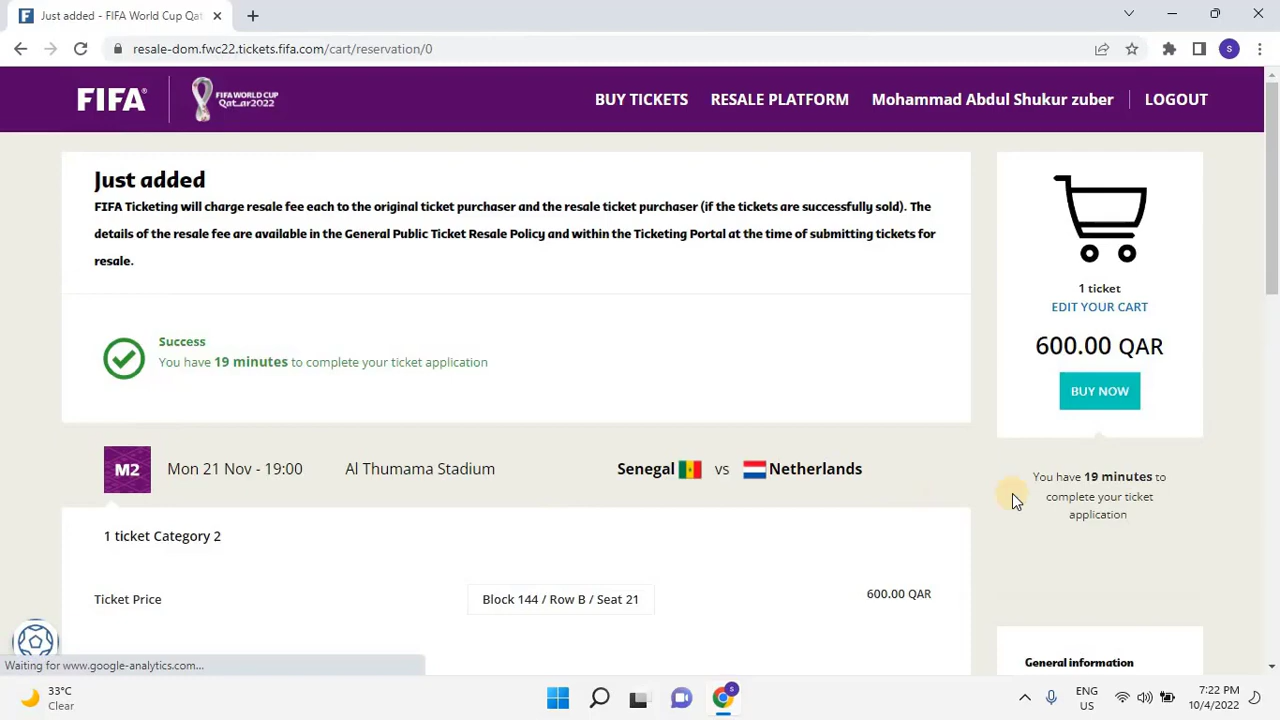 Just added - FIFA World Cup Qat
resale-dom.fwc22.tickets.fifa.com/cart/reservation/0
S
FIFA
FIFA WORLD CUP
Qatar2022
BUY TICKETS
RESALE PLATFORM
Mohammad Abdul Shukur zuber
LOGOUT
Just added
FIFA Ticketing will charge resale fee each to the original ticket purchaser and the resale ticket purchaser (if the tickets are successfully sold). The
details of the resale fee are available in the General Public Ticket Resale Policy and within the Ticketing Portal at the time of submitting tickets for
resale.
Success
You have 19 minutes to complete your ticket application
1 ticket
EDIT YOUR CART
600.00 QAR
BUY NOW
You have 19 minutes to
complete your ticket
application
M2 Mon 21 Nov - 19:00 Al Thumama Stadium Senegal vs Netherlands
1 ticket Category 2
Ticket Price Block 144 / Row B / Seat 21 600.00 QAR
General information
Waiting for www.google-analytics.com...
33°C
Clear
S
ENG
US
7:22 PM
10/4/2022